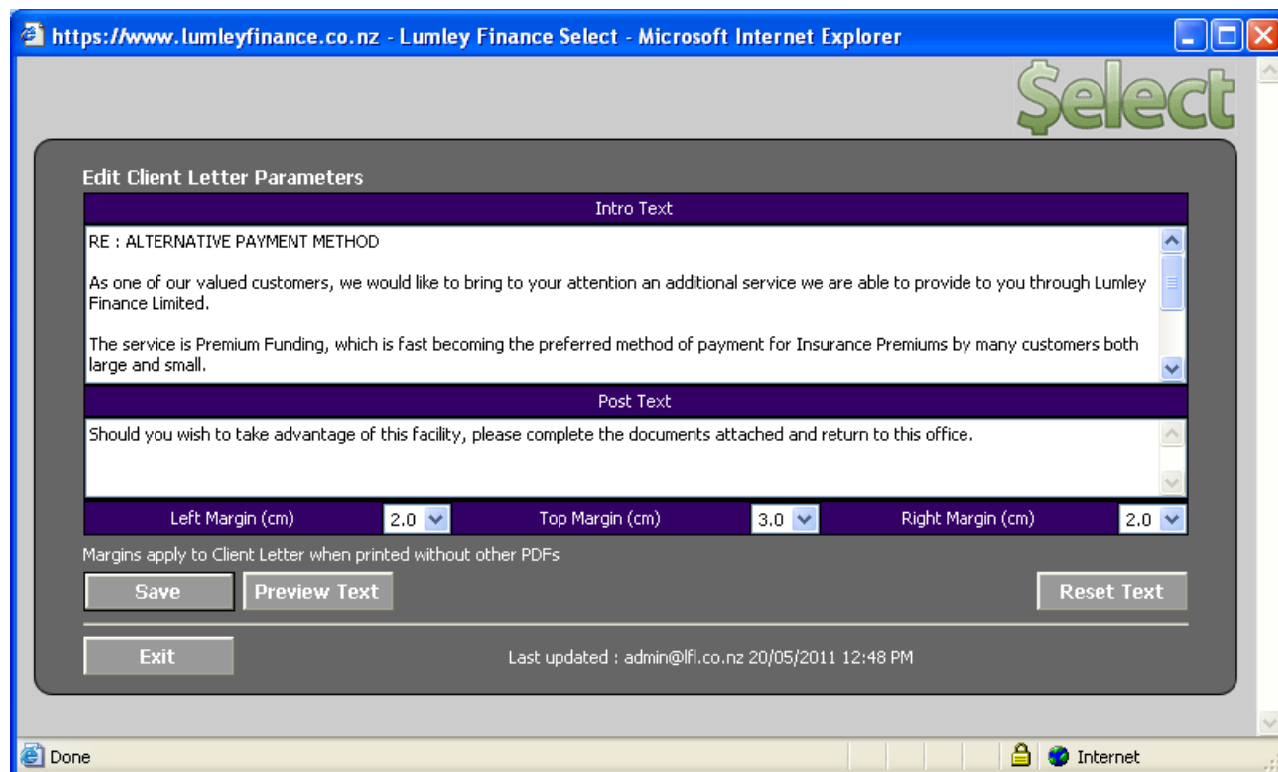 https://www.lumleyfinance.co.nz - Lumley Finance Select - Microsoft Internet Explorer
$elect
Edit Client Letter Parameters
Intro Text
RE : ALTERNATIVE PAYMENT METHOD
As one of our valued customers, we would like to bring to your attention an additional service we are able to provide to you through Lumley
Finance Limited.
The service is Premium Funding, which is fast becoming the preferred method of payment for Insurance Premiums by many customers both
large and small.
Post Text
Should you wish to take advantage of this facility, please complete the documents attached and return to this office.
Left Margin (cm) 2.0 Top Margin (cm) 3.0 Right Margin (cm) 2.0
Margins apply to Client Letter when printed without other PDFs
Save Preview Text Reset Text
Exit Last updated : admin@lfl.co.nz 20/05/2011 12:48 PM
Done Internet